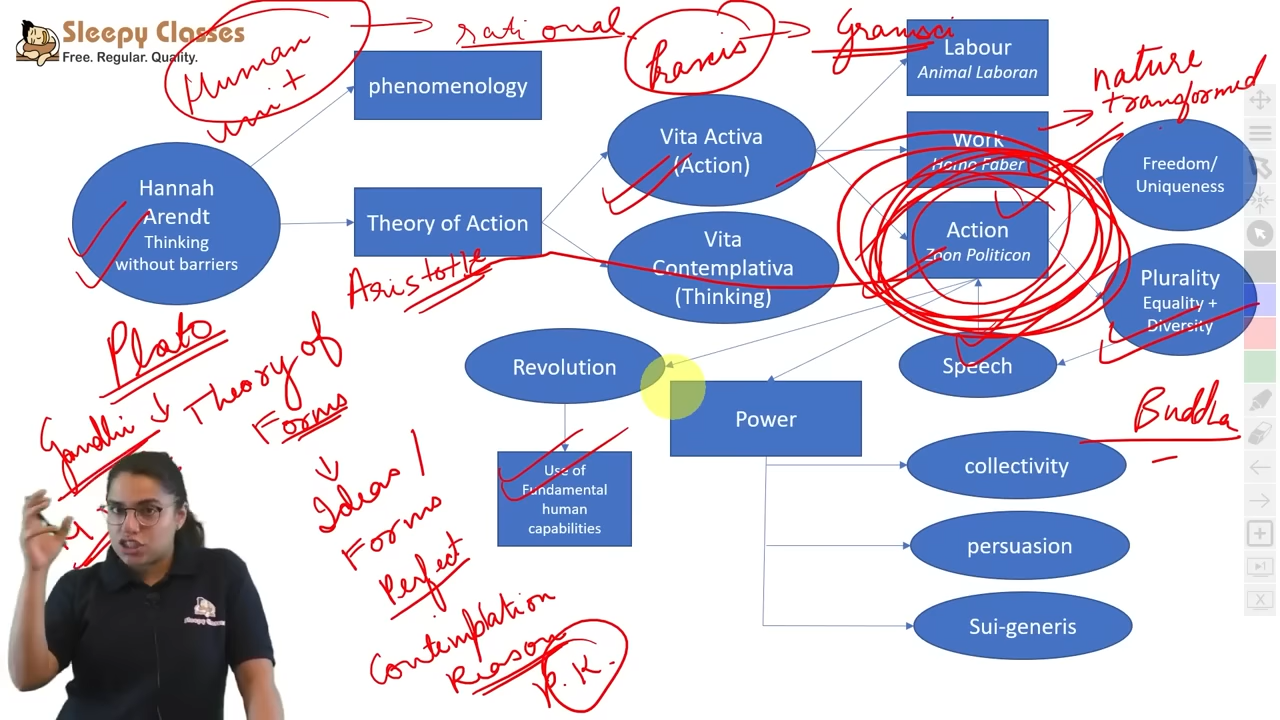 Sleepy Classes
Free. Regular. Quality.
Human
unit
rational
Praxis
Gramsci
phenomenology
Hannah
Arendt
Thinking
without barriers
Theory of Action
Aristotle
Vita Activa
(Action)
Vita
Contemplativa
(Thinking)
Labour
Animal Laboran
Work
Homo Faber
nature
transformed
Action
Zoon Politicon
Freedom/
Uniqueness
Plurality
Equality +
Diversity
Speech
Revolution
Use of
Fundamental
human
capabilities
Power
collectivity
persuasion
Sui-generis
Buddha
Plato
Theory of
Forms
Gandhi
Ideas /
Forms
Perfect
Contemplation
Reason
P.K.
Sleepy Classes